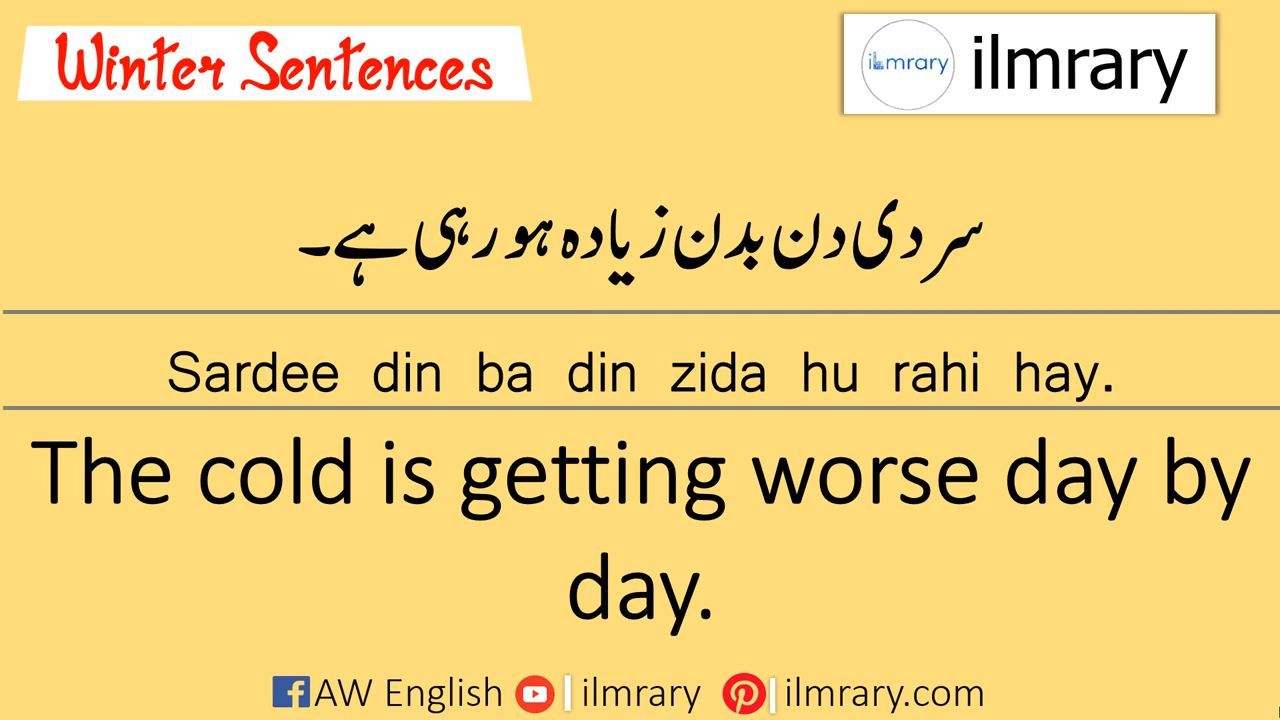 Winter Sentences
ilmrary ilmrary
سردی دن بدن زیادہ ہو رہی ہے۔
Sardee din ba din zida hu rahi hay.
The cold is getting worse day by
day.
AW English | ilmrary | ilmrary.com